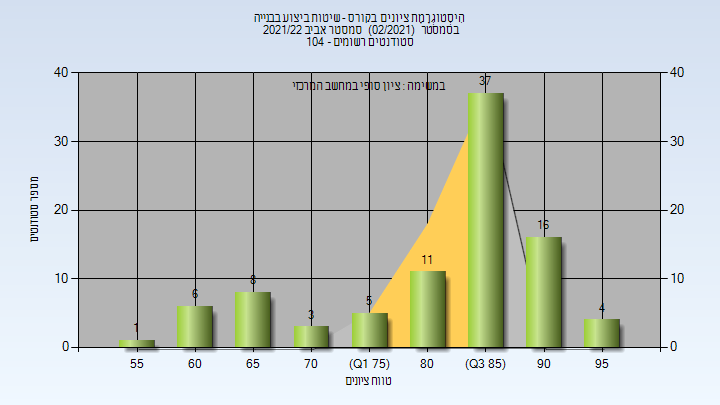 היסטוגרמת ציונים בקורס - שיטות ביצוע בבנייה
בסמסטר (02/2021) סמסטר אביב 2021/22
סטודנטים רשומים - 104
במשימה : ציון סופי במחשב המרכזי
40 40
30 30
20 20
10 10
0 0
מספר סטודנטים
1 6 8 3 5 11 37 16 4
55 60 65 70 (Q1 75) 80 (Q3 85) 90 95
טווח ציונים